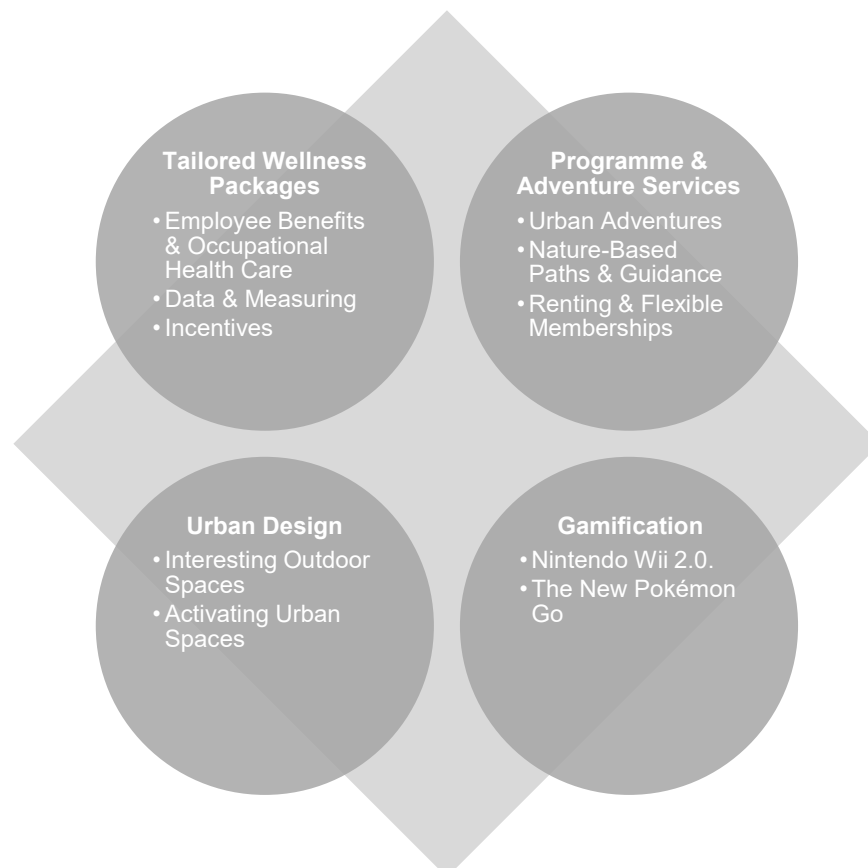 Tailored Wellness
Packages
• Employee Benefits
& Occupational
Health Care
• Data & Measuring
• Incentives
Programme &
Adventure Services
• Urban Adventures
• Nature-Based
Paths & Guidance
• Renting & Flexible
Memberships
Urban Design
• Interesting Outdoor
Spaces
• Activating Urban
Spaces
Gamification
• Nintendo Wii 2.0.
• The New Pokémon
Go